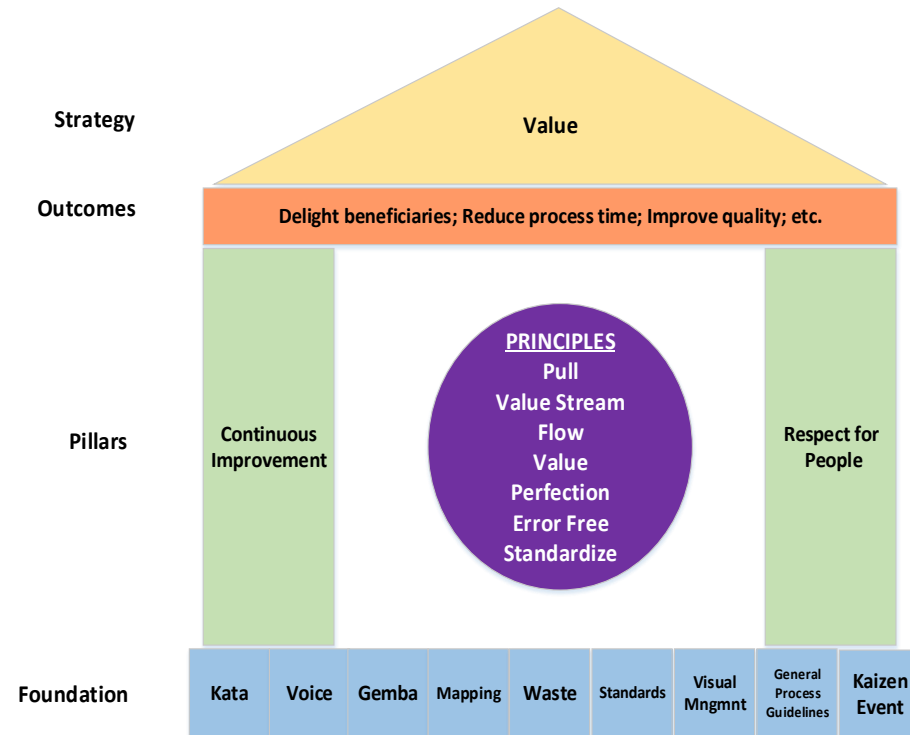 Strategy
Value
Outcomes
Delight beneficiaries; Reduce process time; Improve quality; etc.
PRINCIPLES
Pull
Value Stream
Flow
Value
Perfection
Error Free
Standardize
Pillars
Continuous
Improvement
Respect for
People
Foundation
Kata
Voice
Gemba
Mapping
Waste
Standards
Visual
Mngmnt
General
Process
Guidelines
Kaizen
Event